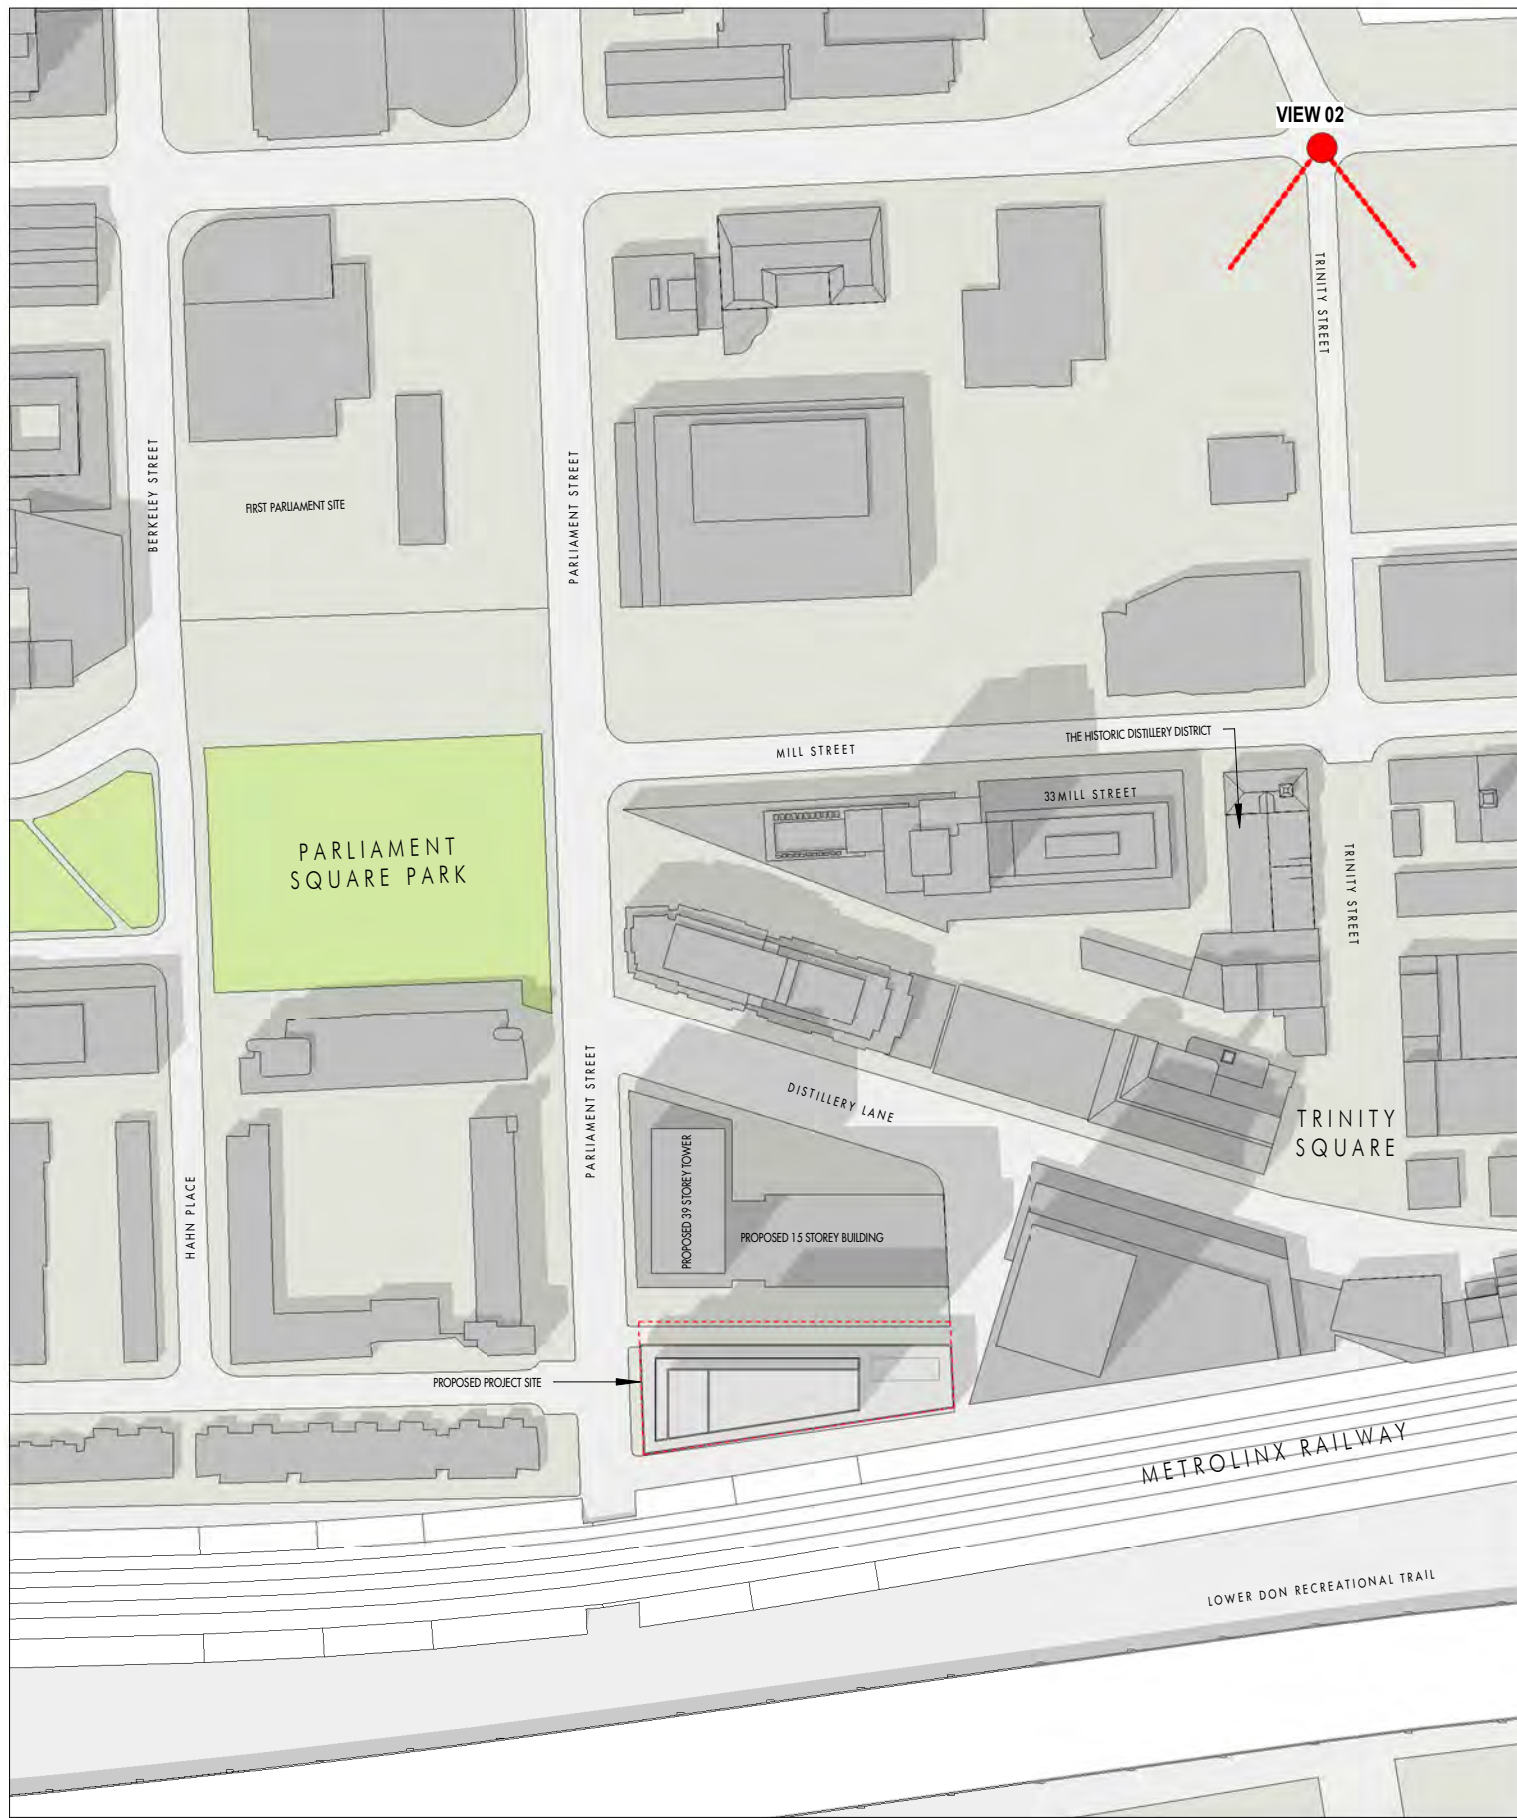 VIEW 02
TRINITY STREET
BERKELEY STREET
PARLIAMENT STREET
FIRST PARLIAMENT SITE
MILL STREET
THE HISTORIC DISTILLERY DISTRICT
33 MILL STREET
PARLIAMENT
SQUARE PARK
TRINITY STREET
PARLIAMENT STREET
DISTILLERY LANE
TRINITY
SQUARE
HAHN PLACE
PROPOSED 39 STOREY TOWER
PROPOSED 15 STOREY BUILDING
PROPOSED PROJECT SITE
METROLINX RAILWAY
LOWER DON RECREATIONAL TRAIL